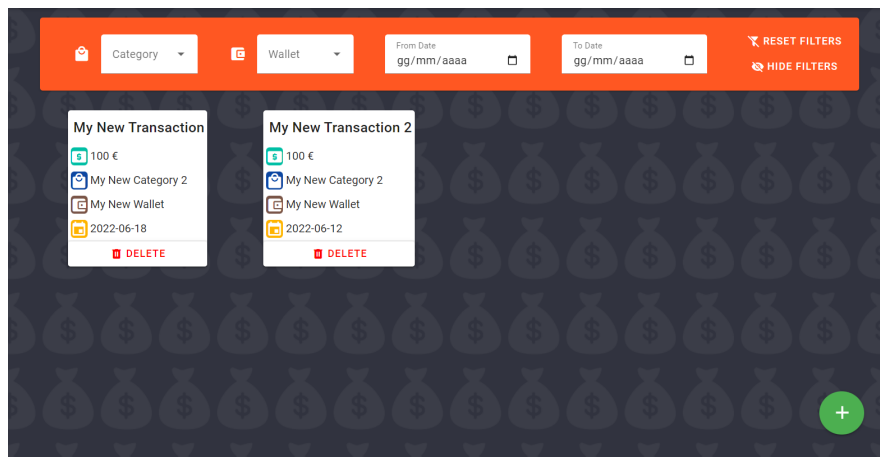 Category
Wallet
From Date
gg/mm/aaaa
To Date
gg/mm/aaaa
RESET FILTERS
HIDE FILTERS
My New Transaction
100 €
My New Category 2
My New Wallet
2022-06-18
DELETE
My New Transaction 2
100 €
My New Category 2
My New Wallet
2022-06-12
DELETE